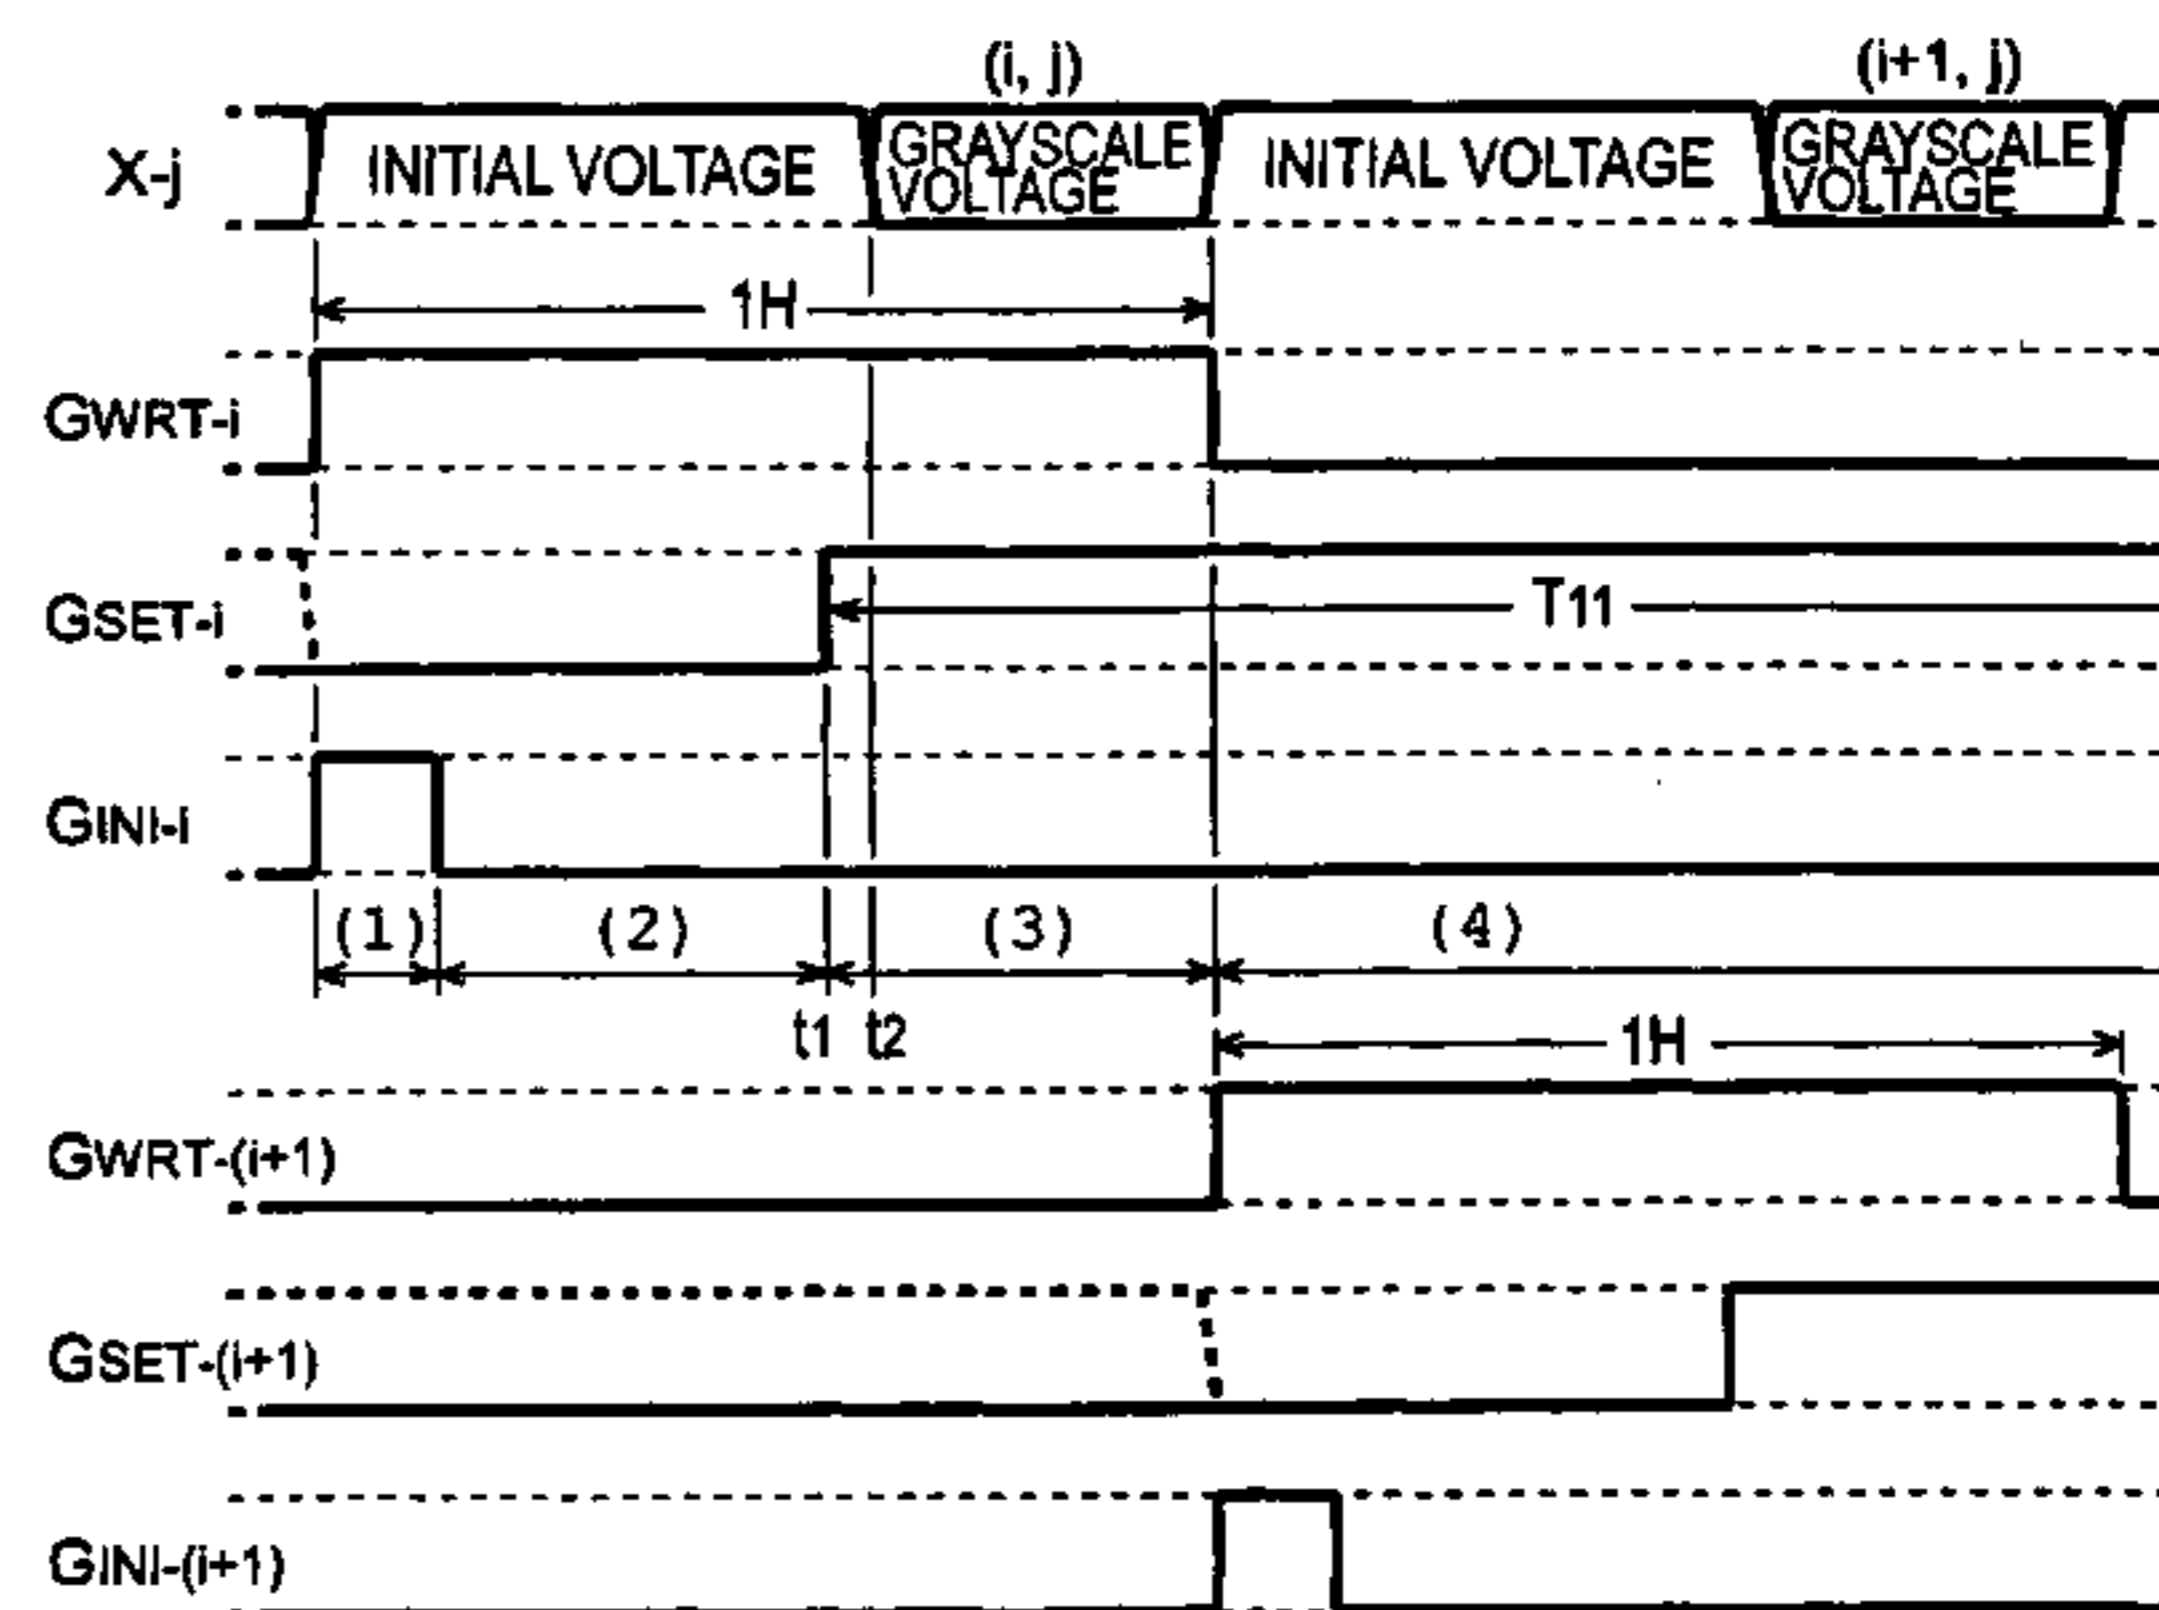 (i, j)
(i+1, j)
X-j
INITIAL VOLTAGE
GRAYSCALE
VOLTAGE
INITIAL VOLTAGE
GRAYSCALE
VOLTAGE
1H
GWRT-i
GSET-i
T11
GINI-i
(1)
(2)
(3)
(4)
t1
t2
1H
GWRT-(i+1)
GSET-(i+1)
GINI-(i+1)